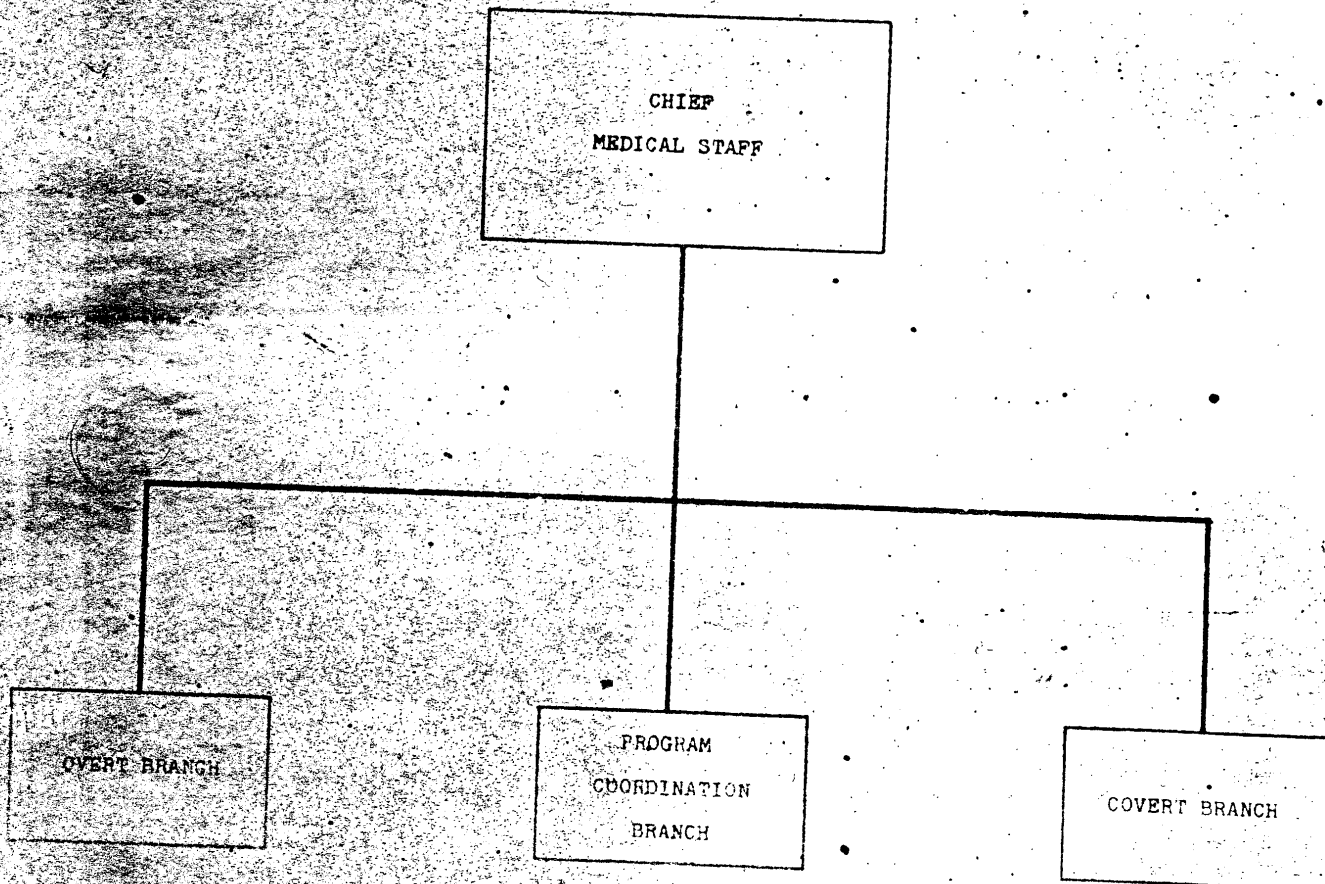 CHIEF
MEDICAL STAFF
OVERT BRANCH
PROGRAM
COORDINATION
BRANCH
COVERT BRANCH